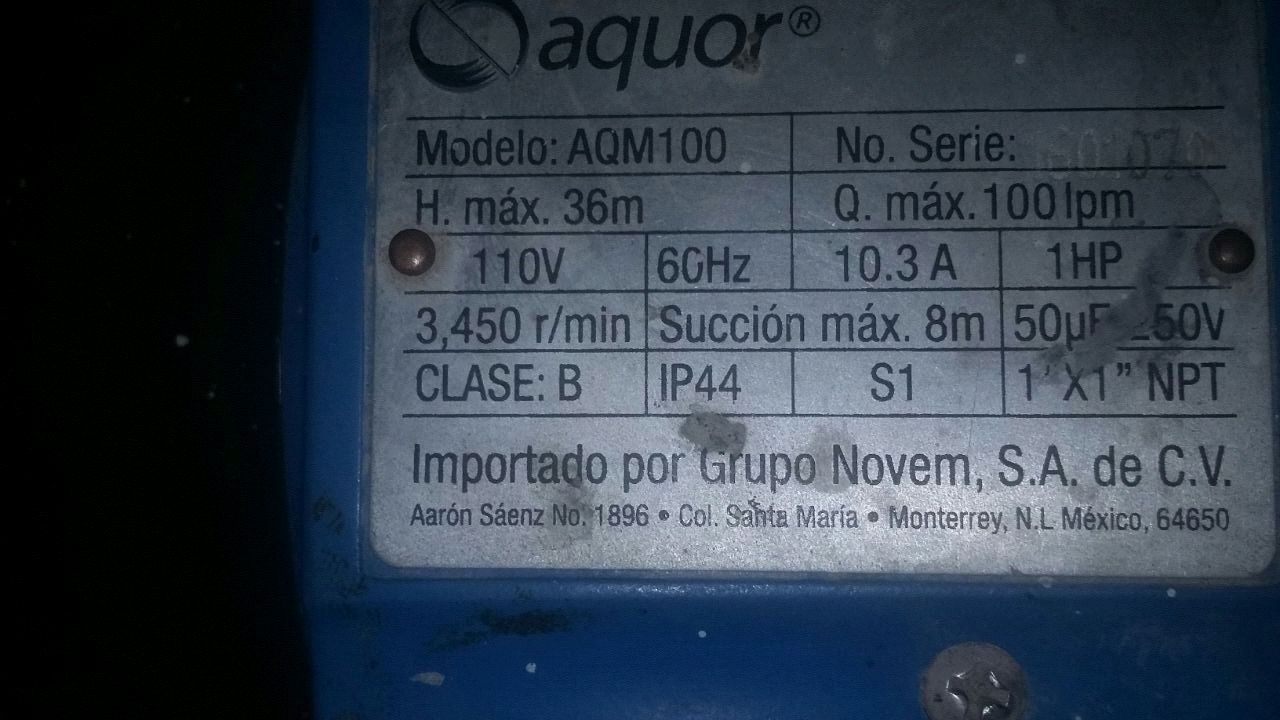 aquor®
Modelo: AQM100 No. Serie:
H. máx. 36m Q. máx. 100 lpm
110V 60Hz 10.3 A 1HP
3,450 r/min Succión máx. 8m 50µF 50V
CLASE: B IP44 S1 1" X1" NPT
Importado por Grupo Novem, S.A. de C.V.
Aarón Sáenz No. 1896 • Col. Santa María • Monterrey, N.L México, 64650